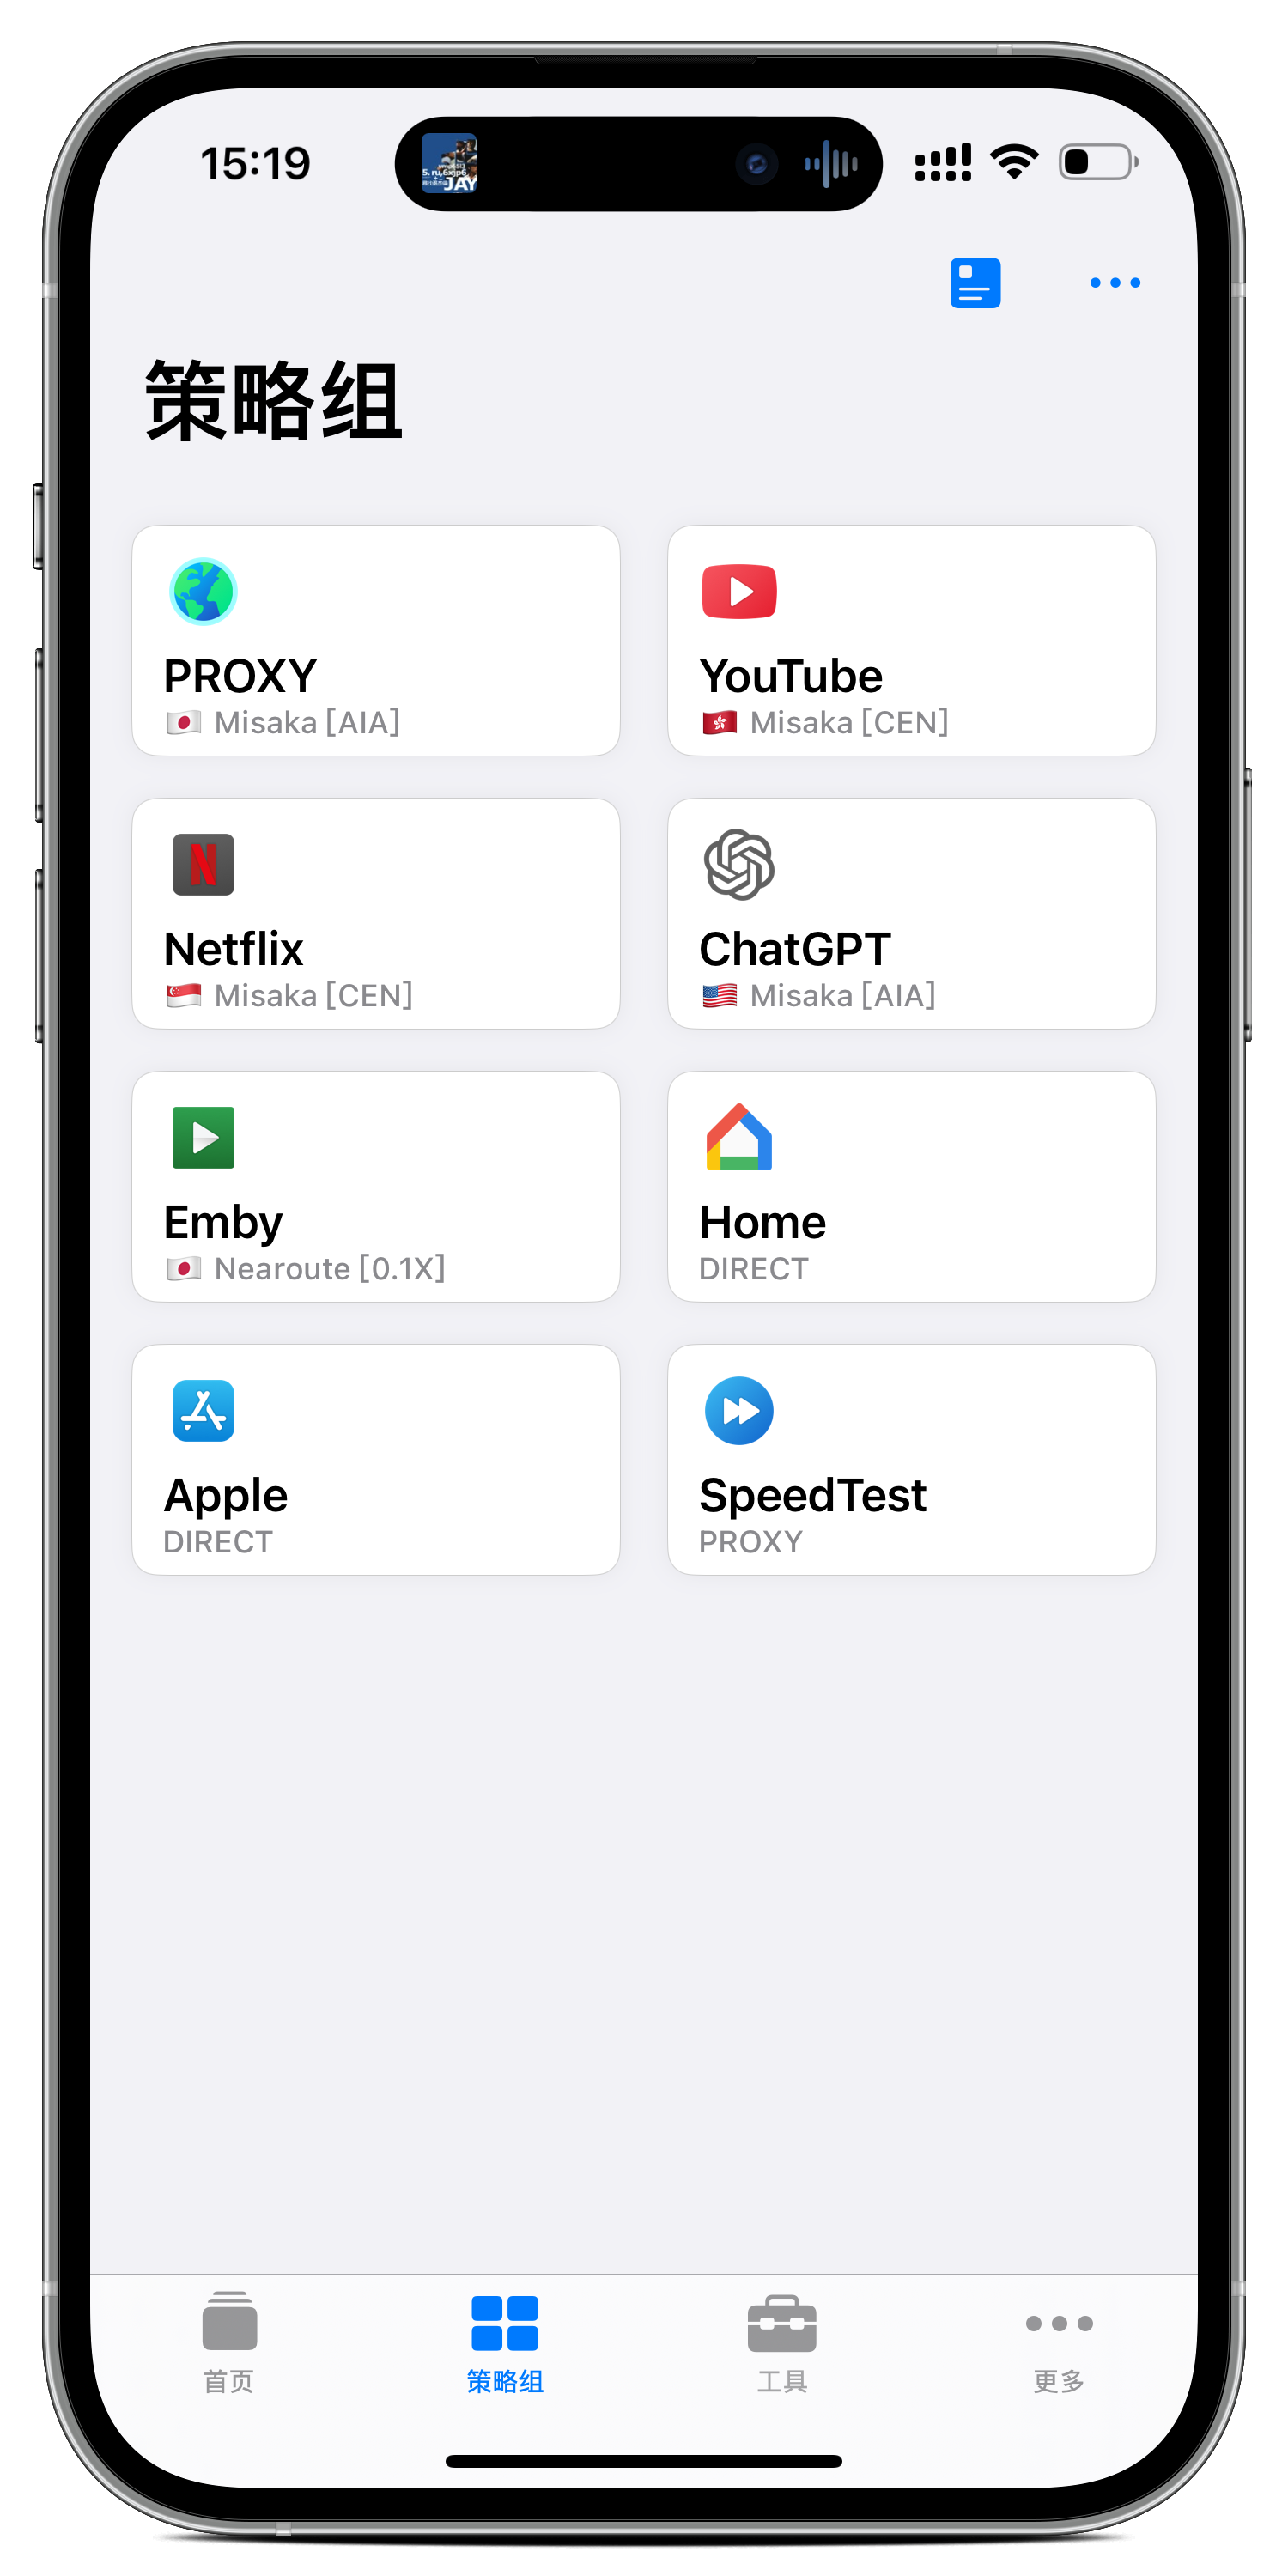 15:19
JAY
策略组
PROXY
🇯🇵 Misaka [AIA]
YouTube
🇭🇰 Misaka [CEN]
Netflix
🇸🇬 Misaka [CEN]
ChatGPT
🇺🇸 Misaka [AIA]
Emby
🇯🇵 Nearoute [0.1X]
Home
DIRECT
Apple
DIRECT
SpeedTest
PROXY
首页
策略组
工具
更多